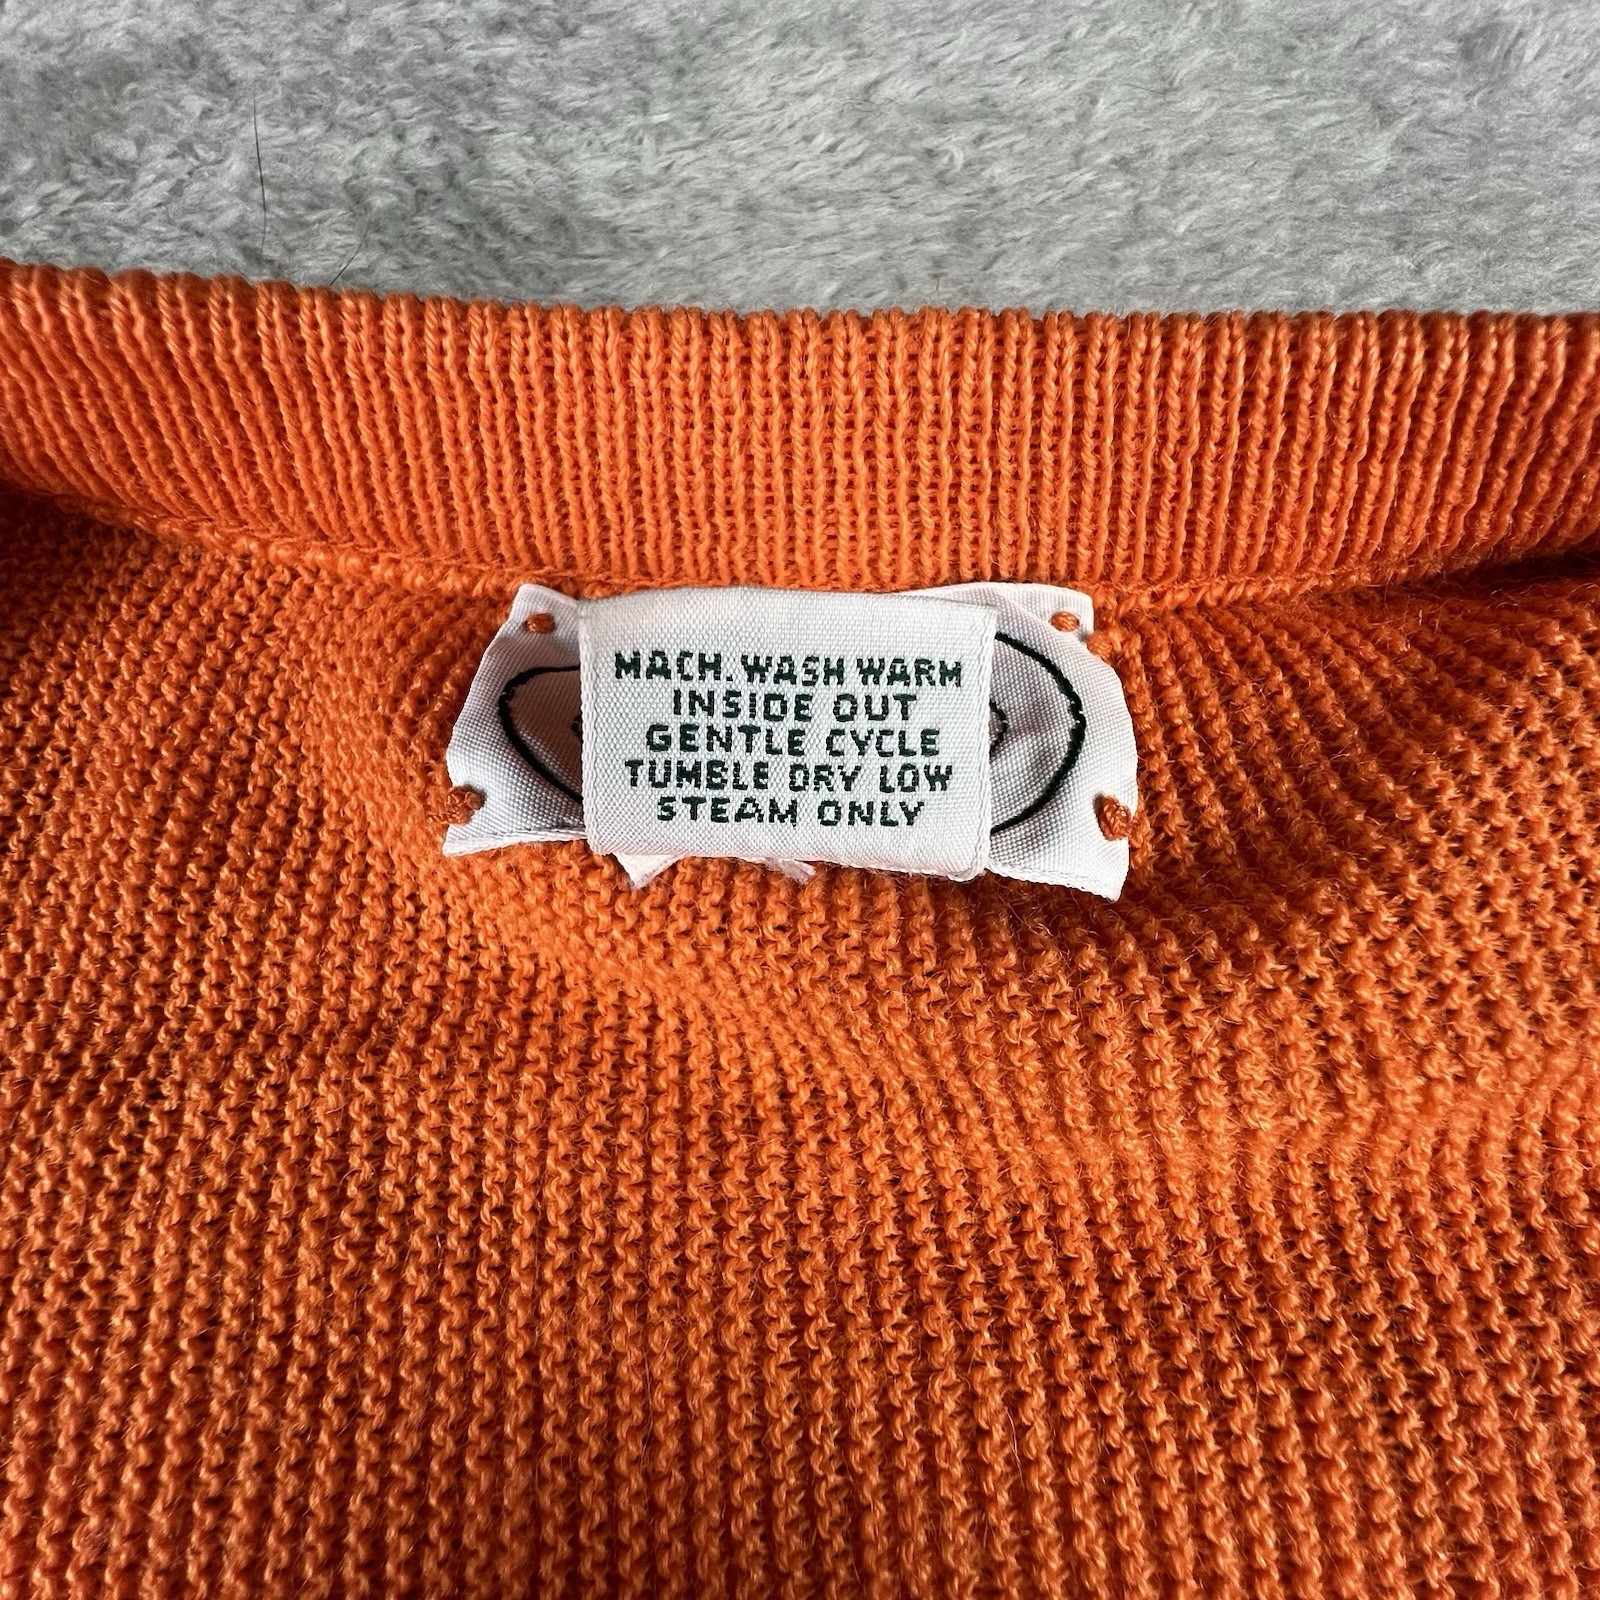 MACH. WASH WARM
INSIDE OUT
GENTLE CYCLE
TUMBLE DRY LOW
STEAM ONLY